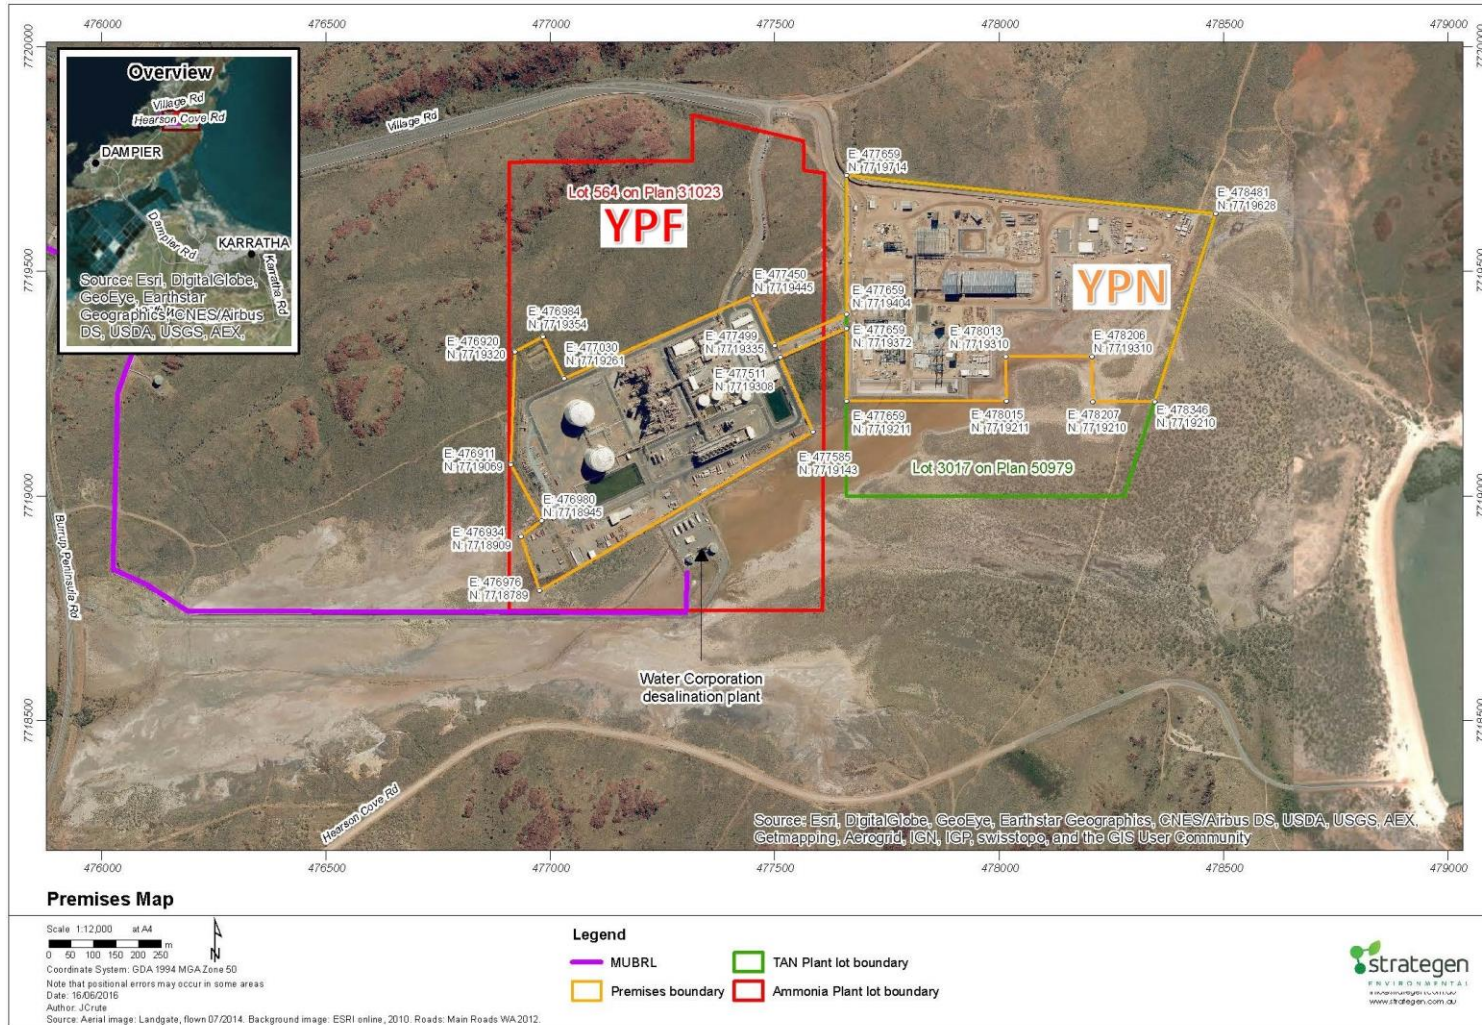 476000
476500
477000
477500
478000
478500
479000
7720000
7719500
7719000
7718500
7720000
7719500
7719000
7718500
Overview
Village Rd
Hearson Cove Rd
DAMPIER
Dampier Rd
KARRATHA
Karratha Rd
Source: Esri, DigitalGlobe,
GeoEye, Earthstar
Geographics, CNES/Airbus
DS, USDA, USGS, AEX,
Village Rd
Lot 564 on Plan 31023
YPF
YPN
E: 477659
N: 7719714
E: 478481
N: 7719628
E: 477450
N: 7719445
E: 477659
N: 7719404
E: 476984
N: 7719354
E: 476920
N: 7719320
E: 477030
N: 7719261
E: 477499
N: 7719335
E: 477659
N: 7719372
E: 478013
N: 7719310
E: 478206
N: 7719310
E: 477511
N: 7719308
E: 477659
N: 7719211
E: 478015
N: 7719211
E: 478207
N: 7719210
E: 478346
N: 7719210
E: 476911
N: 7719069
E: 477585
N: 7719143
Lot 3017 on Plan 50979
E: 476980
N: 7718945
E: 476934
N: 7718909
E: 476976
N: 7718789
Burrup Peninsula Rd
Water Corporation
desalination plant
Hearson Cove Rd
Source: Esri, DigitalGlobe, GeoEye, Earthstar Geographics, CNES/Airbus DS, USDA, USGS, AEX,
Getmapping, Aerogrid, IGN, IGP, swisstopo, and the GIS User Community
476000
476500
477000
477500
478000
478500
479000
Premises Map
Scale 1:12,000 at A4
0 50 100 150 200 250 m
N
Coordinate System: GDA 1994 MGA Zone 50
Note that positional errors may occur in some areas
Date: 16/06/2016
Author: JCrute
Source: Aerial image: Landgate, flown 07/2014. Background image: ESRI online, 2010. Roads: Main Roads WA 2012.
Legend
MUBRL
Premises boundary
TAN Plant lot boundary
Ammonia Plant lot boundary
strategen
ENVIRONMENTAL
www.strategen.com.au